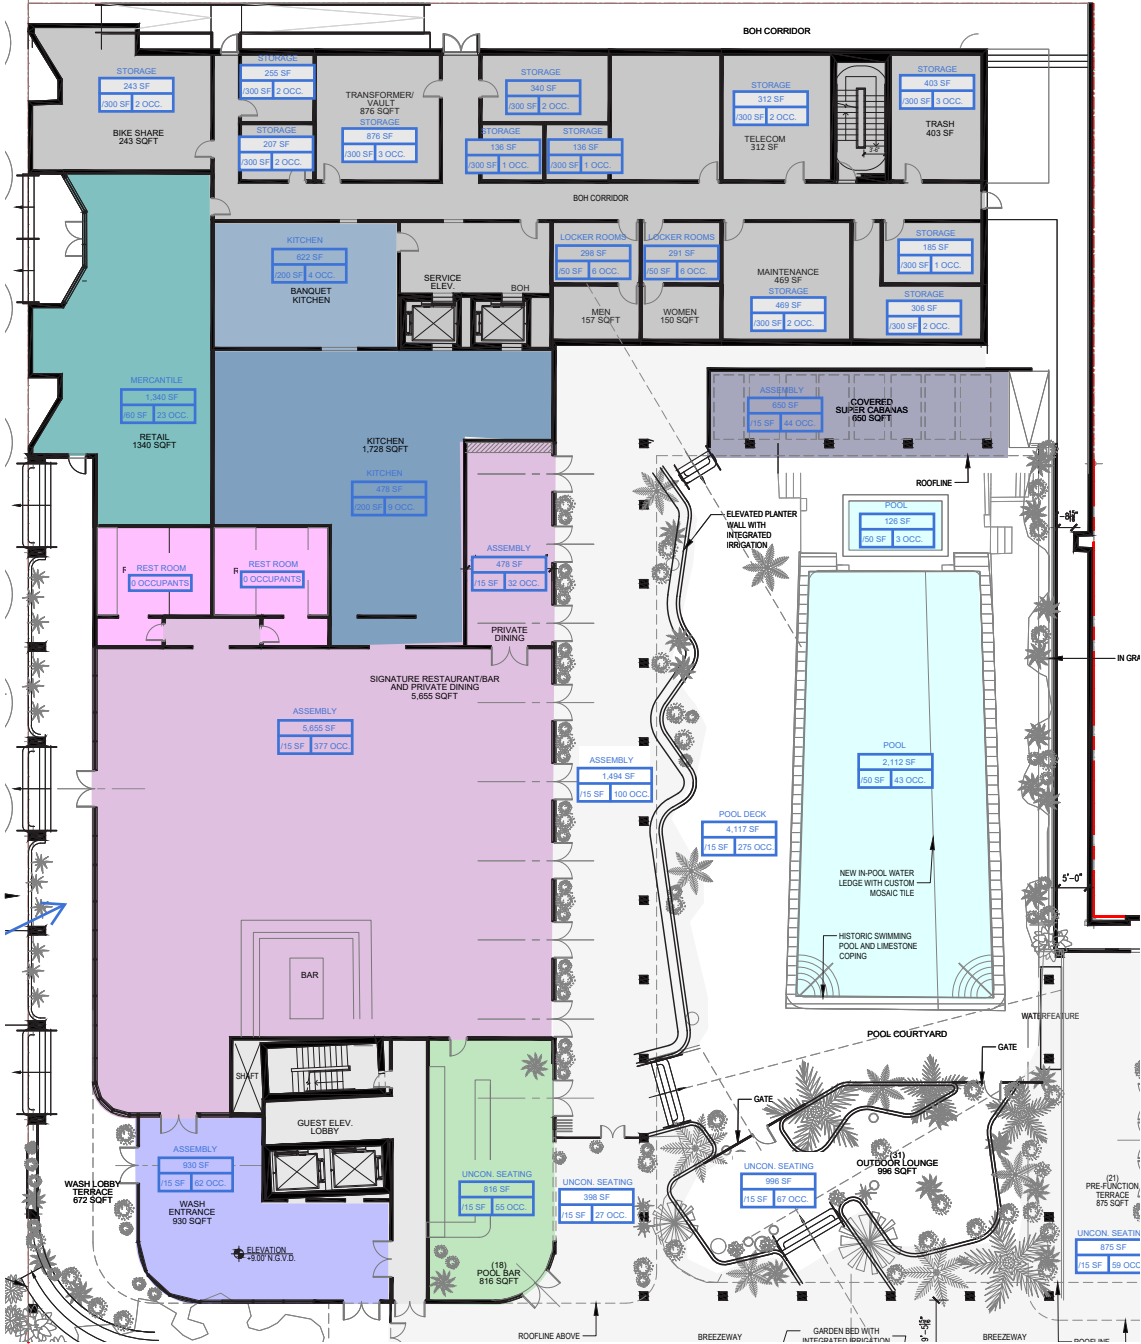 BOH CORRIDOR
STORAGE
243 SF
/300 SF 2 OCC.
BIKE SHARE
243 SQFT
STORAGE
255 SF
/300 SF 2 OCC.
STORAGE
207 SF
/300 SF 2 OCC.
TRANSFORMER/
VAULT
876 SQFT
STORAGE
876 SF
/300 SF 3 OCC.
STORAGE
340 SF
/300 SF 2 OCC.
STORAGE
136 SF
/300 SF 1 OCC.
STORAGE
136 SF
/300 SF 1 OCC.
STORAGE
312 SF
/300 SF 2 OCC.
TELECOM
312 SF
STORAGE
403 SF
/300 SF 3 OCC.
TRASH
403 SF
BOH CORRIDOR
KITCHEN
622 SF
/200 SF 4 OCC.
BANQUET
KITCHEN
SERVICE
ELEV.
BOH
LOCKER ROOMS
298 SF
/50 SF 6 OCC.
MEN
157 SQFT
LOCKER ROOMS
291 SF
/50 SF 6 OCC.
WOMEN
150 SQFT
MAINTENANCE
469 SF
STORAGE
469 SF
/300 SF 2 OCC.
STORAGE
185 SF
/300 SF 1 OCC.
STORAGE
306 SF
/300 SF 2 OCC.
MERCANTILE
1,340 SF
/60 SF 23 OCC.
RETAIL
1340 SQFT
KITCHEN
1,728 SQFT
KITCHEN
478 SF
/200 SF 9 OCC.
ASSEMBLY
650 SF
/15 SF 44 OCC.
COVERED
SUPER CABANAS
650 SQFT
ROOFLINE
ELEVATED PLANTER
WALL WITH
INTEGRATED
IRRIGATION
POOL
126 SF
/50 SF 3 OCC.
REST ROOM
0 OCCUPANTS
REST ROOM
0 OCCUPANTS
ASSEMBLY
478 SF
/15 SF 32 OCC.
PRIVATE
DINING
IN GRA
SIGNATURE RESTAURANT/BAR
AND PRIVATE DINING
5,655 SQFT
ASSEMBLY
5,655 SF
/15 SF 377 OCC.
ASSEMBLY
1,494 SF
/15 SF 100 OCC.
POOL
2,112 SF
/50 SF 43 OCC.
POOL DECK
4,117 SF
/15 SF 275 OCC.
NEW IN-POOL WATER
LEDGE WITH CUSTOM
MOSAIC TILE
5'-0"
HISTORIC SWIMMING
POOL AND LIMESTONE
COPING
BAR
WATERFEATURE
POOL COURTYARD
GATE
SHAFT
GUEST ELEV.
LOBBY
GATE
ASSEMBLY
930 SF
/15 SF 62 OCC.
WASH
ENTRANCE
930 SQFT
WASH LOBBY
TERRACE
672 SQFT
ELEVATION
+9.00' N.G.V.D.
UNCON. SEATING
816 SF
/15 SF 55 OCC.
(18)
POOL BAR
816 SQFT
UNCON. SEATING
398 SF
/15 SF 27 OCC.
UNCON. SEATING
996 SF
/15 SF 67 OCC.
(31)
OUTDOOR LOUNGE
996 SQFT
(21)
PRE-FUNCTION
TERRACE
875 SQFT
UNCON. SEATING
875 SF
/15 SF 59 OCC
ROOFLINE ABOVE
BREEZEWAY
GARDEN BED WITH
INTEGRATED IRRIGATION
BREEZEWAY
ROOFLINE